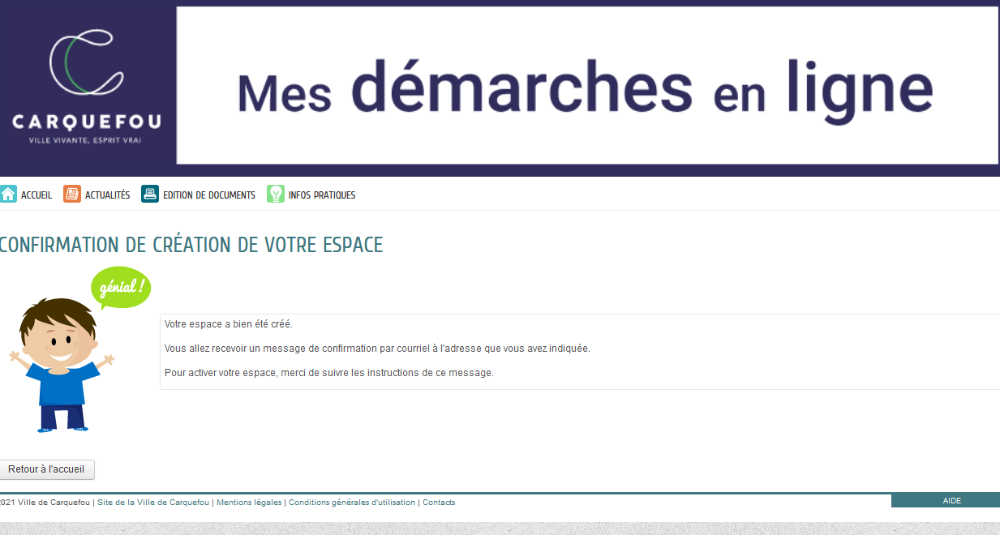 CARQUEFOU
VILLE VIVANTE, ESPRIT VRAI
Mes démarches en ligne
ACCUEIL ACTUALITÉS EDITION DE DOCUMENTS INFOS PRATIQUES
CONFIRMATION DE CRÉATION DE VOTRE ESPACE
génial !
Votre espace a bien été créé.
Vous allez recevoir un message de confirmation par courriel à l'adresse que vous avez indiquée.
Pour activer votre espace, merci de suivre les instructions de ce message.
Retour à l'accueil
2021 Ville de Carquefou | Site de la Ville de Carquefou | Mentions légales | Conditions générales d'utilisation | Contacts
AIDE